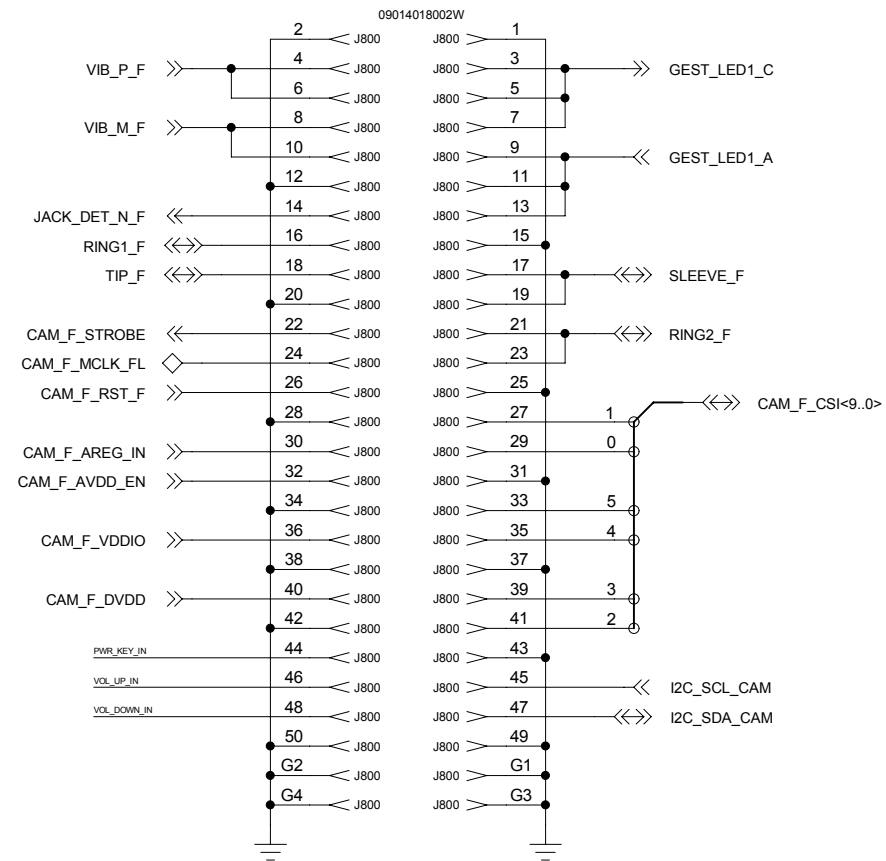 09014018002W
2 J800 J800 1
VIB_P_F 4 J800 J800 3 GEST_LED1_C
6 J800 J800 5
VIB_M_F 8 J800 J800 7
10 J800 J800 9 GEST_LED1_A
12 J800 J800 11
JACK_DET_N_F 14 J800 J800 13
RING1_F 16 J800 J800 15
TIP_F 18 J800 J800 17 SLEEVE_F
20 J800 J800 19
CAM_F_STROBE 22 J800 J800 21 RING2_F
CAM_F_MCLK_FL 24 J800 J800 23
CAM_F_RST_F 26 J800 J800 25 CAM_F_CSI<9..0>
28 J800 J800 27 1
CAM_F_AREG_IN 30 J800 J800 29 0
CAM_F_AVDD_EN 32 J800 J800 31
34 J800 J800 33 5
CAM_F_VDDIO 36 J800 J800 35 4
38 J800 J800 37
CAM_F_DVDD 40 J800 J800 39 3
42 J800 J800 41 2
PWR_KEY_IN 44 J800 J800 43
VOL_UP_IN 46 J800 J800 45 I2C_SCL_CAM
VOL_DOWN_IN 48 J800 J800 47 I2C_SDA_CAM
50 J800 J800 49
G2 J800 J800 G1
G4 J800 J800 G3